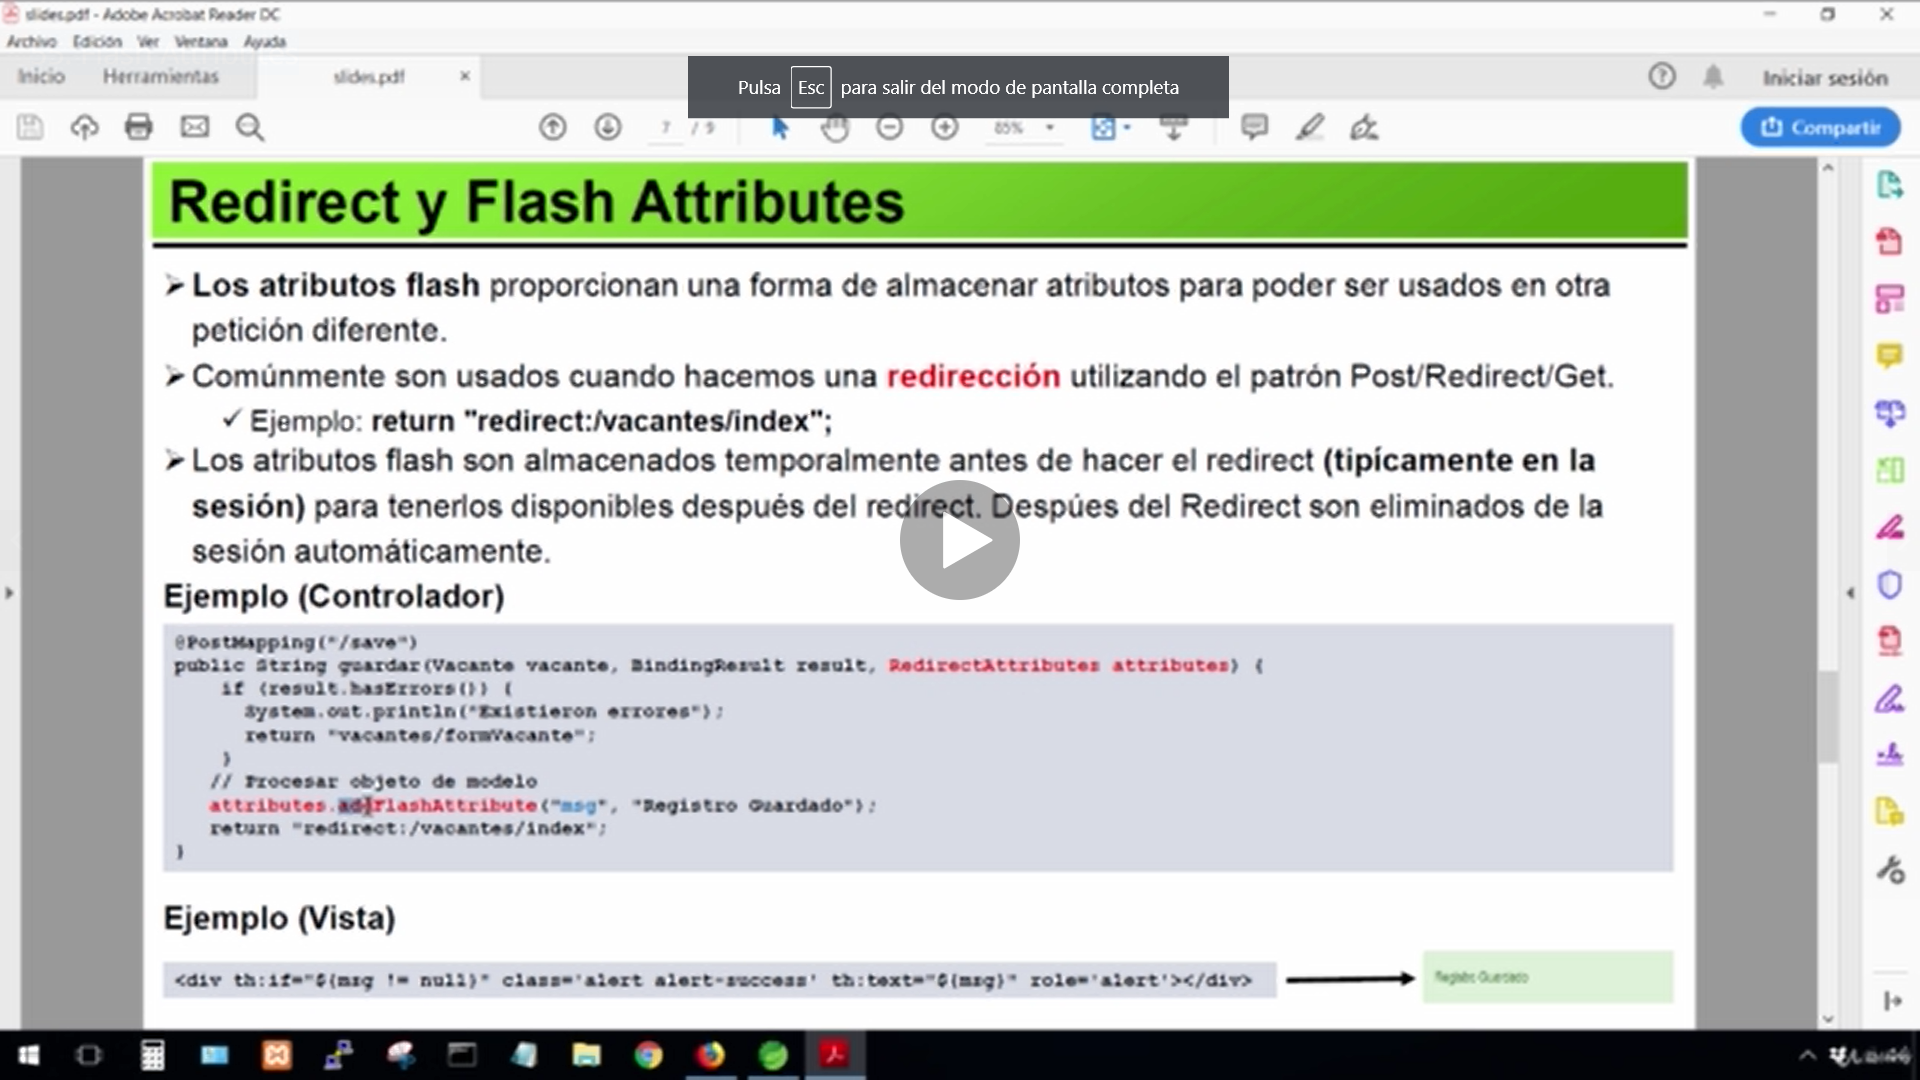 slides.pdf - Adobe Acrobat Reader DC
Archivo Edición Ver Ventana Ayuda
Inicio Herramientas slides.pdf × Iniciar sesión
Pulsa Esc para salir del modo de pantalla completa
7 / 9 85% Compartir
Redirect y Flash Attributes
➢ Los atributos flash proporcionan una forma de almacenar atributos para poder ser usados en otra
petición diferente.
➢ Comúnmente son usados cuando hacemos una redirección utilizando el patrón Post/Redirect/Get.
✓ Ejemplo: return "redirect:/vacantes/index";
➢ Los atributos flash son almacenados temporalmente antes de hacer el redirect (tipícamente en la
sesión) para tenerlos disponibles después del redirect. Despúes del Redirect son eliminados de la
sesión automáticamente.
Ejemplo (Controlador)
@PostMapping("/save")
public String guardar(Vacante vacante, BindingResult result, RedirectAttributes attributes) {
if (result.hasErrors()) {
System.out.println("Existieron errores");
return "vacantes/formVacante";
}
// Procesar objeto de modelo
attributes.addFlashAttribute("msg", "Registro Guardado");
return "redirect:/vacantes/index";
}
Ejemplo (Vista)
<div th:if="${msg != null}" class='alert alert-success' th:text="${msg}" role='alert'></div>
Registro Guardado